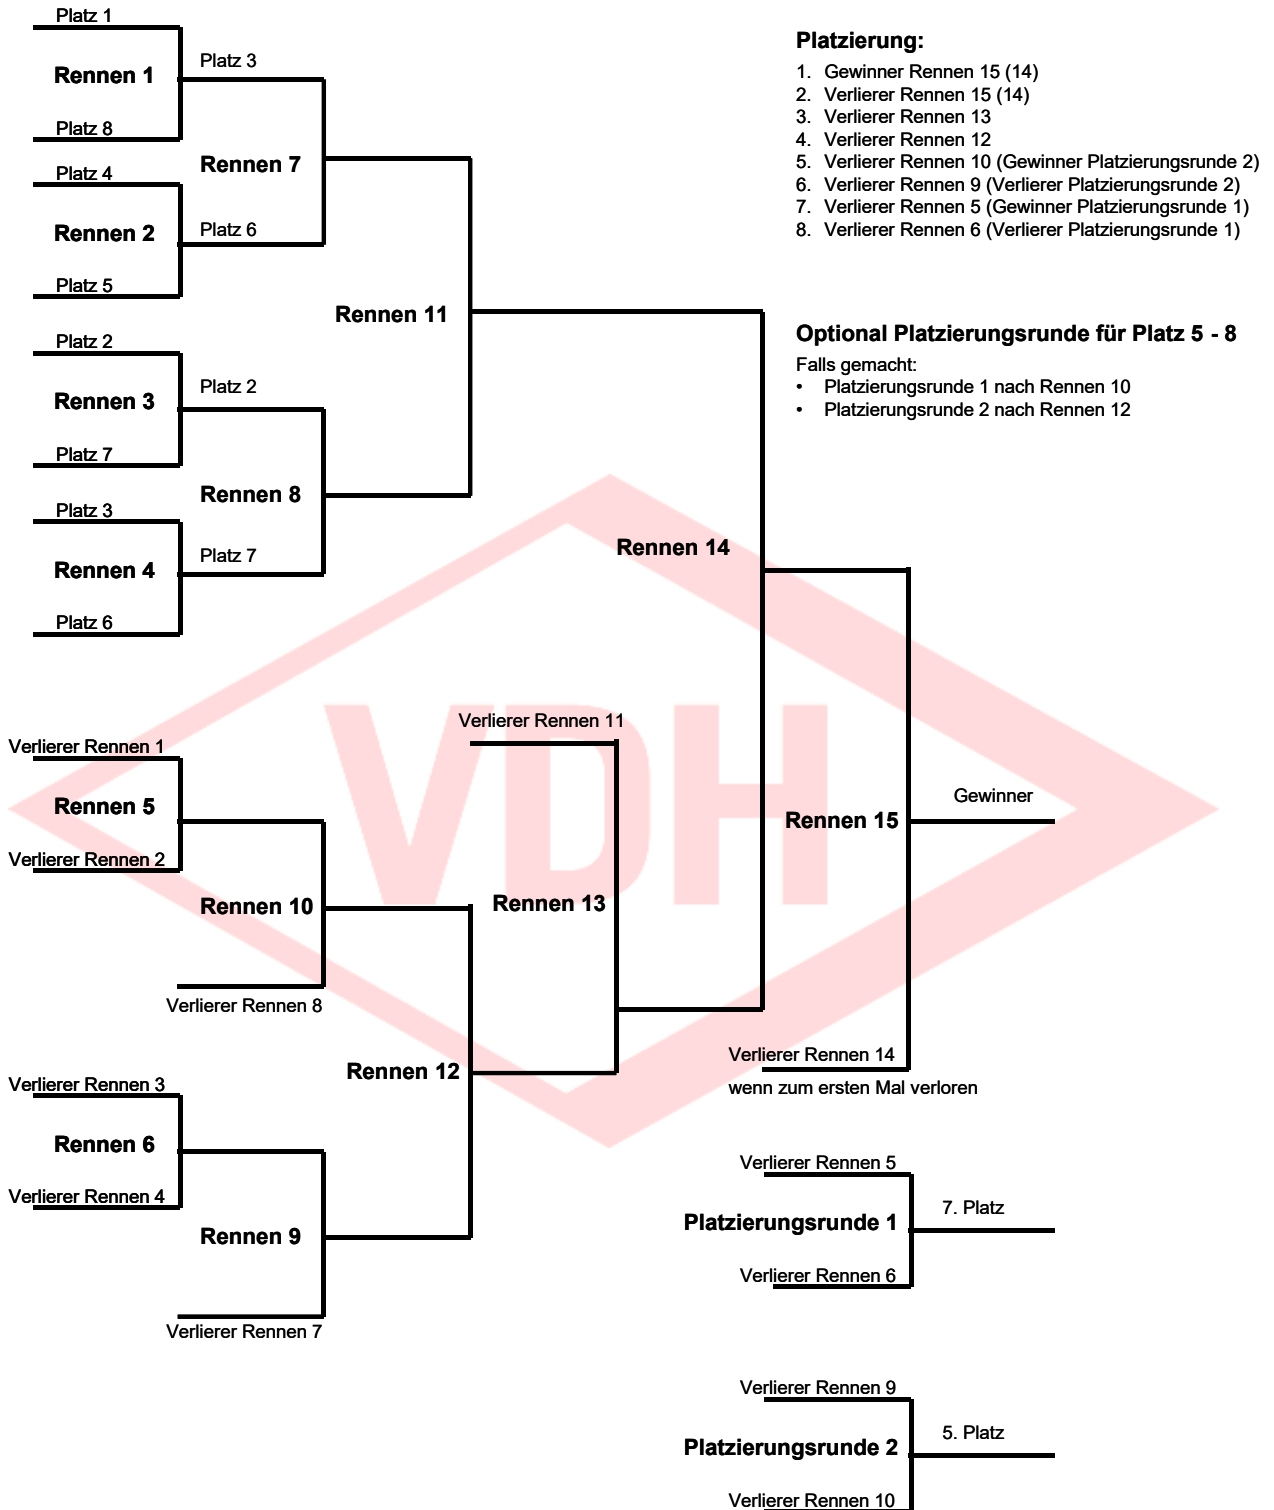 Platz 1
Rennen 1
Platz 8
Platz 3
Platz 4
Rennen 2
Platz 5
Rennen 7
Platz 6
Platz 2
Rennen 3
Platz 7
Platz 2
Rennen 8
Platz 3
Rennen 4
Platz 6
Platz 7
Rennen 11
Rennen 14
Platzierung:
1. Gewinner Rennen 15 (14)
2. Verlierer Rennen 15 (14)
3. Verlierer Rennen 13
4. Verlierer Rennen 12
5. Verlierer Rennen 10 (Gewinner Platzierungsrunde 2)
6. Verlierer Rennen 9 (Verlierer Platzierungsrunde 2)
7. Verlierer Rennen 5 (Gewinner Platzierungsrunde 1)
8. Verlierer Rennen 6 (Verlierer Platzierungsrunde 1)
Optional Platzierungsrunde für Platz 5 - 8
Falls gemacht:
• Platzierungsrunde 1 nach Rennen 10
• Platzierungsrunde 2 nach Rennen 12
VDH
Verlierer Rennen 1
Rennen 5
Verlierer Rennen 2
Rennen 10
Verlierer Rennen 8
Verlierer Rennen 3
Rennen 6
Verlierer Rennen 4
Rennen 9
Verlierer Rennen 7
Rennen 12
Verlierer Rennen 11
Rennen 13
Rennen 15
Gewinner
Verlierer Rennen 14
wenn zum ersten Mal verloren
Verlierer Rennen 5
Platzierungsrunde 1
7. Platz
Verlierer Rennen 6
Verlierer Rennen 9
Platzierungsrunde 2
5. Platz
Verlierer Rennen 10